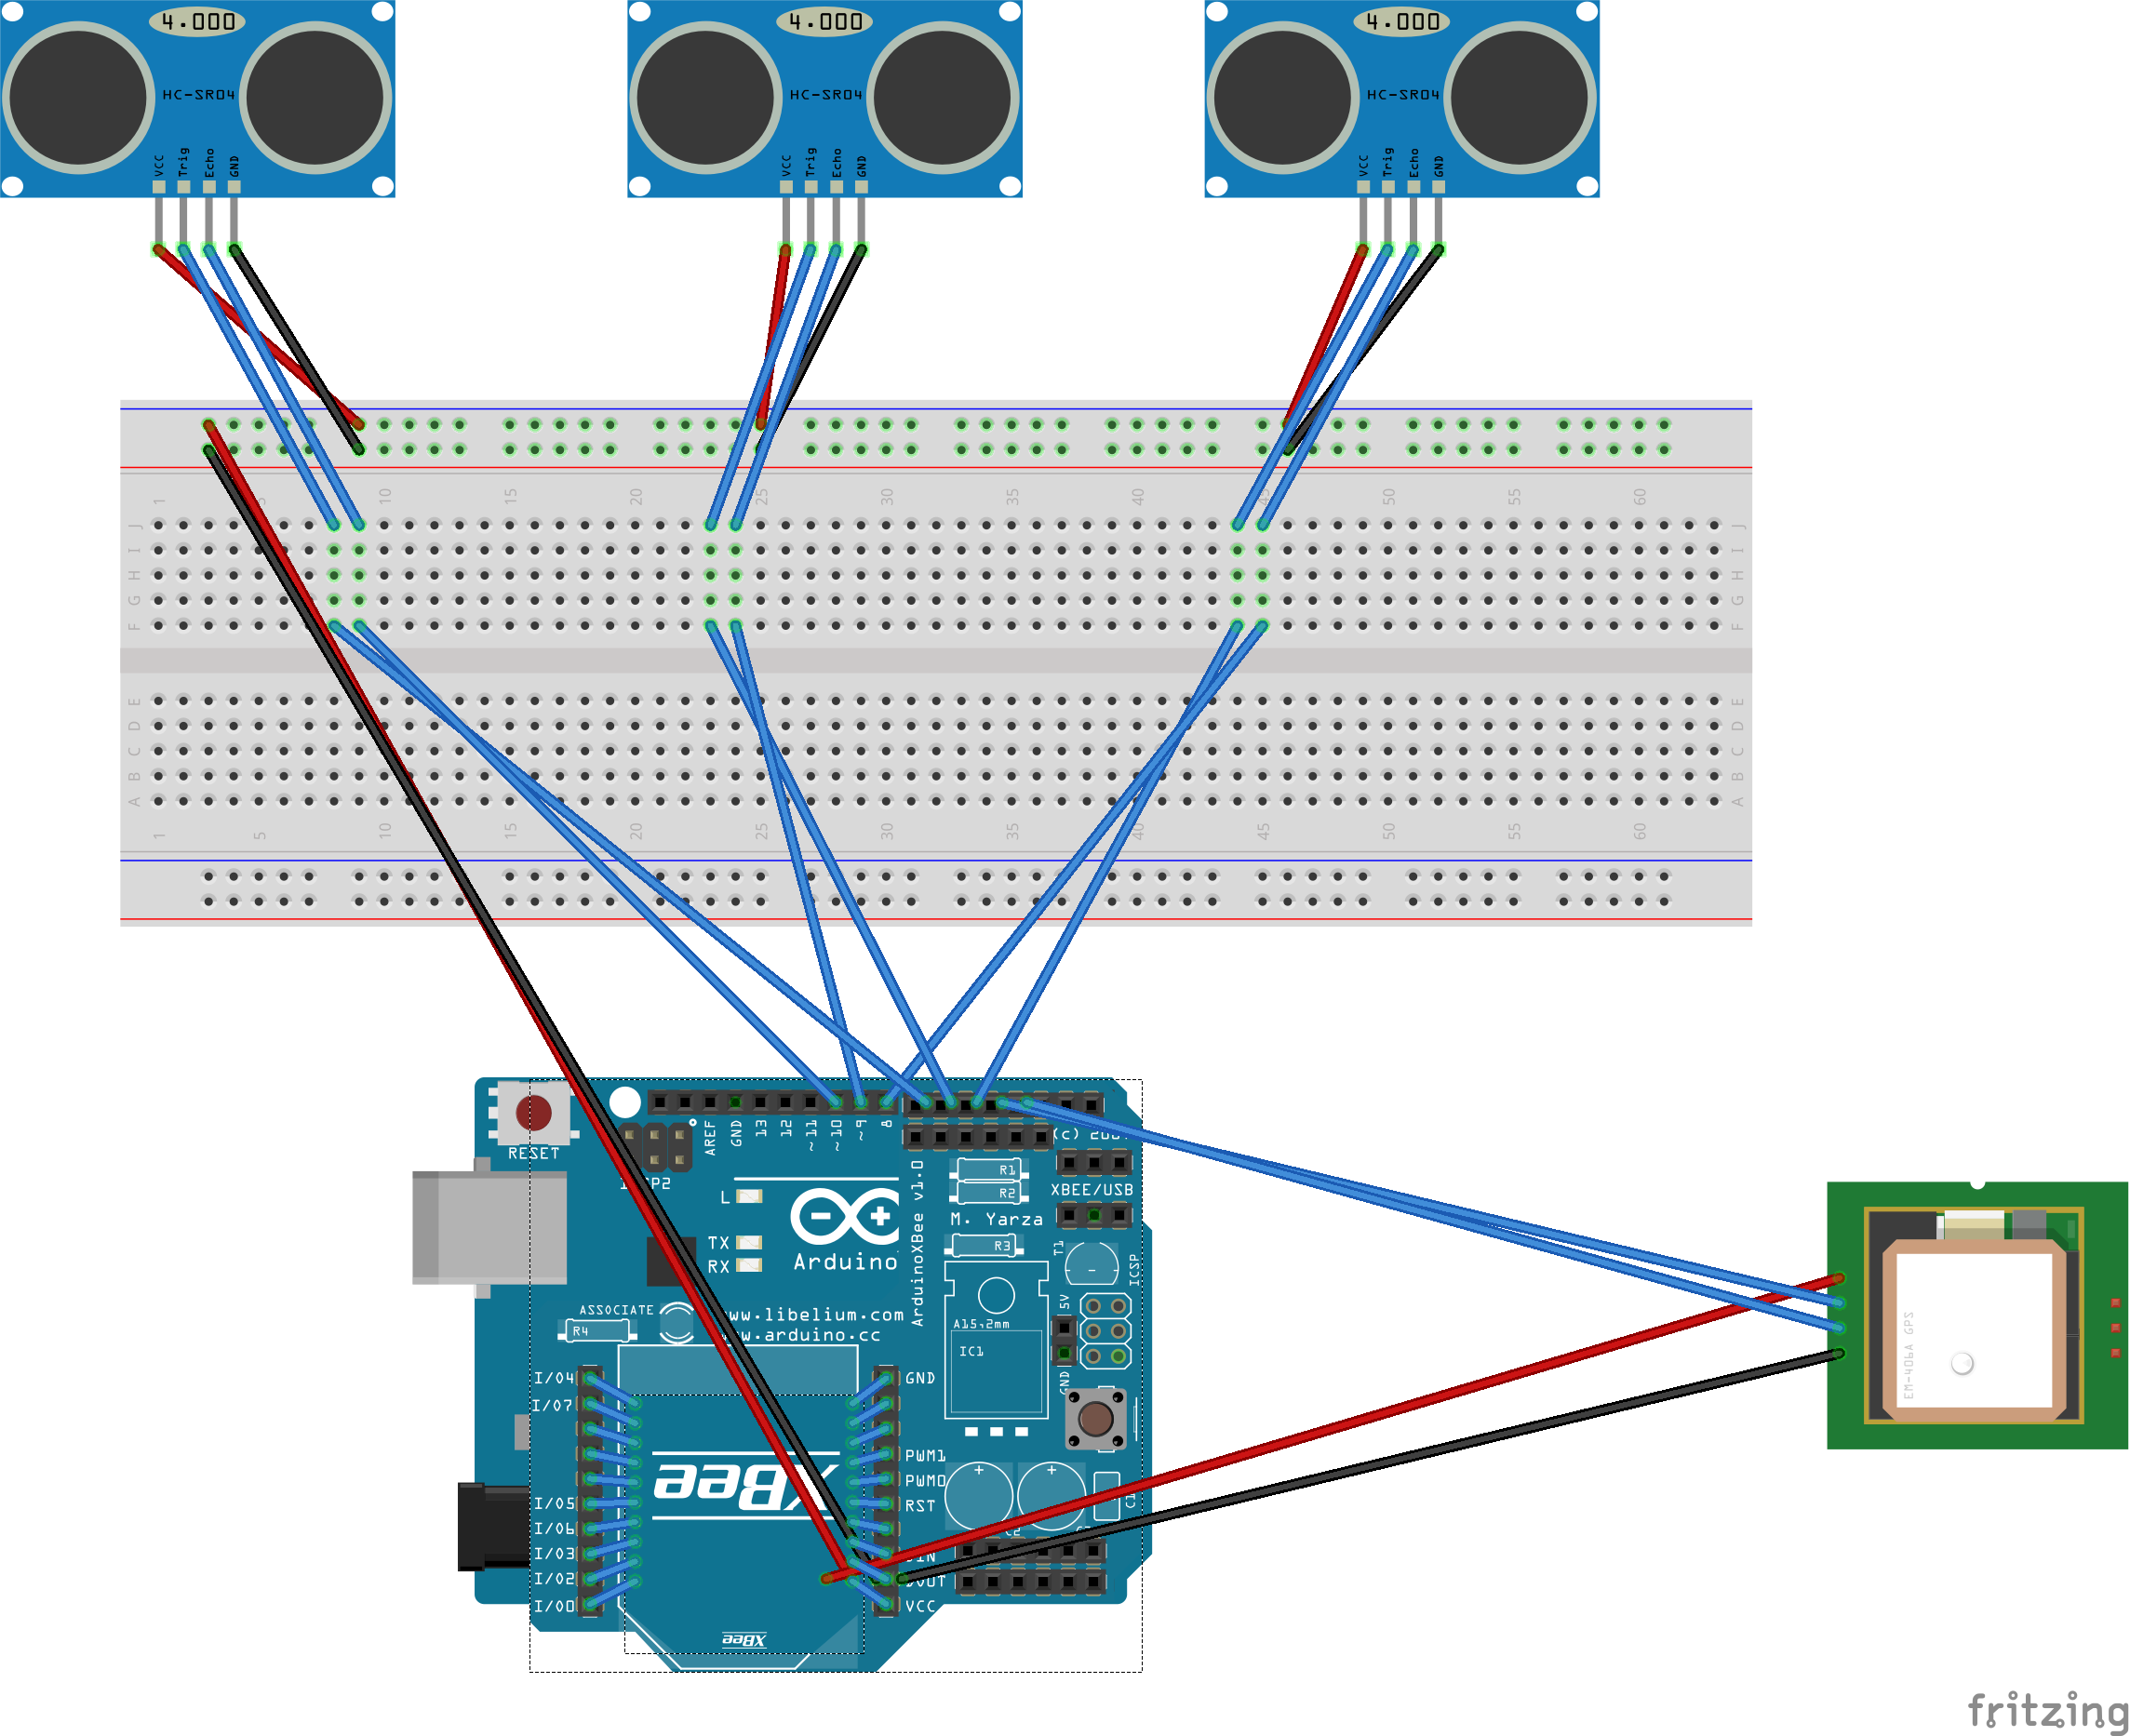 4.000
HC-SR04
VCC Trig Echo GND
4.000
HC-SR04
VCC Trig Echo GND
4.000
HC-SR04
VCC Trig Echo GND
1 10 15 20 25 30 35 40 45 50 55 60
J J
I I
H H
G G
F F
E E
D D
C C
B B
A A
1 5 10 15 20 25 30 35 40 45 50 55 60
RESET
AREF GND 13 12 ~11 ~10 ~9 8
(c)
R1
R2
XBEE/USB
M. Yarza
R3
T1
ICSP
L
TX
RX
Arduino
ArduinoXBee v1.0
ASSOCIATE
R4
www.libelium.com
www.arduino.cc
5V
A15,2mm
IC1
GND
I/04
I/07
I/05
I/06
I/03
I/02
I/00
GND
PWM1
PWM0
RST
VCC
XBee
XBee
C1
C2
EM-406A GPS
fritzing